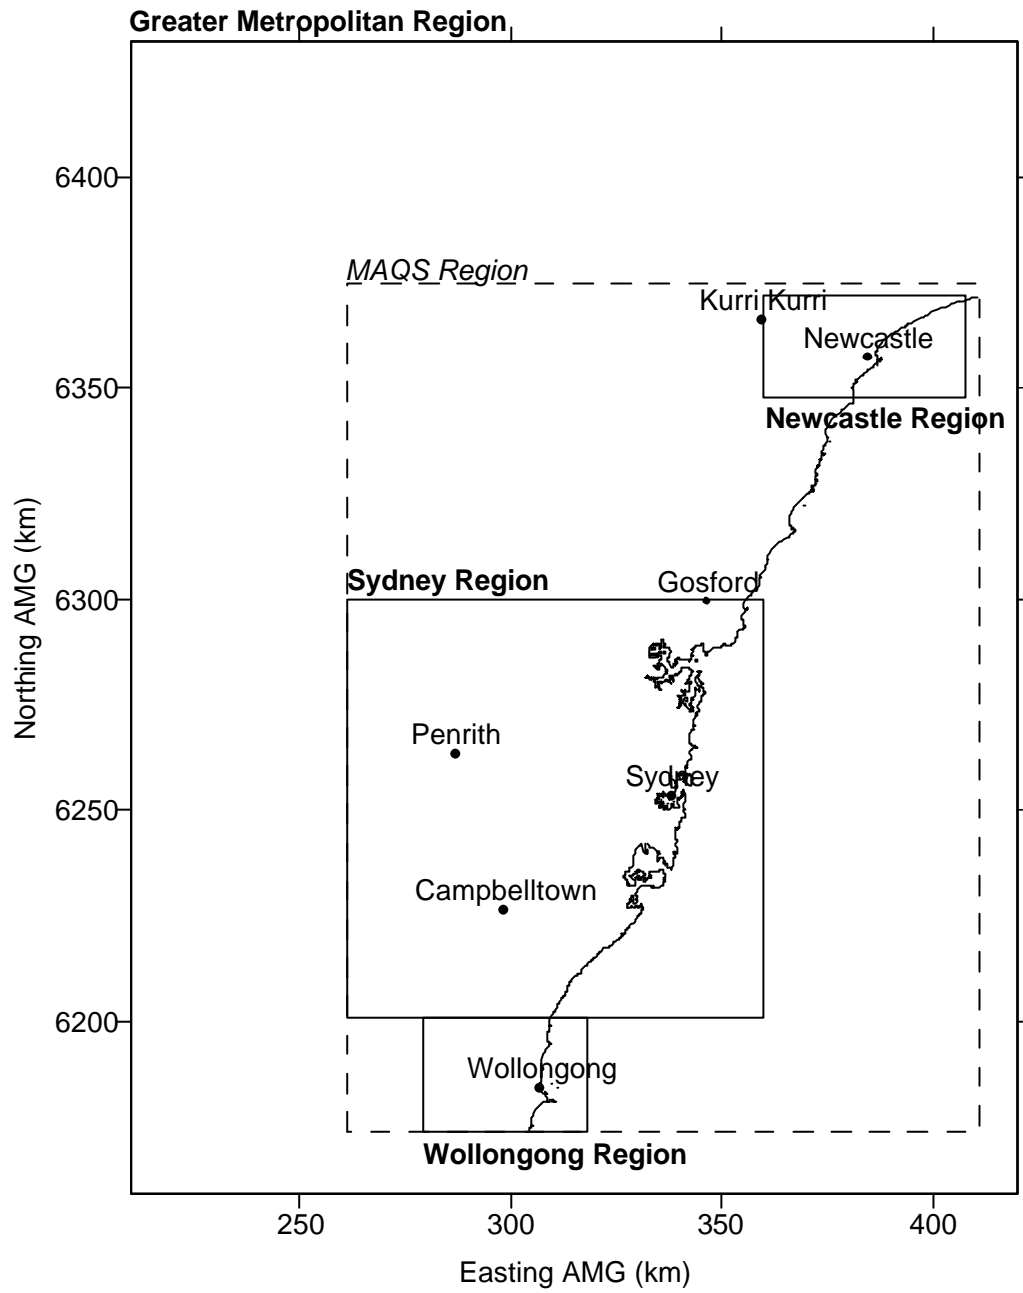 Greater Metropolitan Region
6400
MAQS Region
Kurri Kurri
Newcastle
6350
Newcastle Region
Northing AMG (km)
Sydney Region
Gosford
6300
Penrith
Sydney
6250
Campbelltown
6200
Wollongong
Wollongong Region
250 300 350 400
Easting AMG (km)